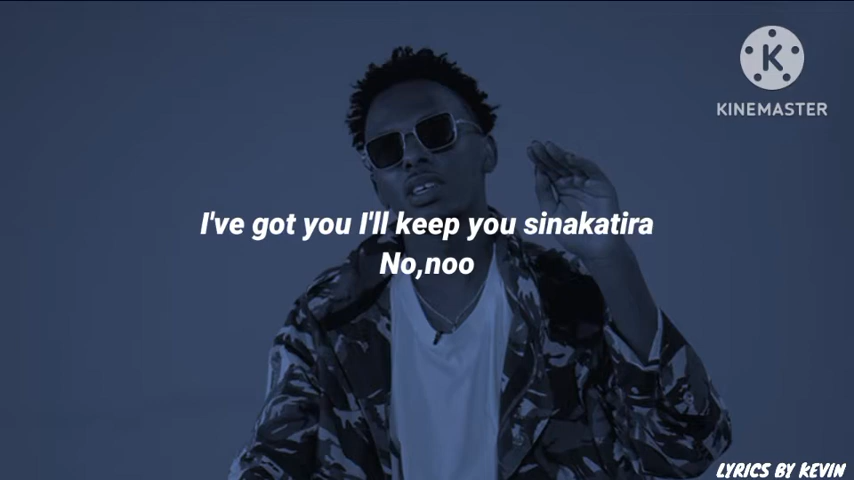 KINEMASTER
I've got you I'll keep you sinakatira
No,noo
LYRICS BY KEVIN